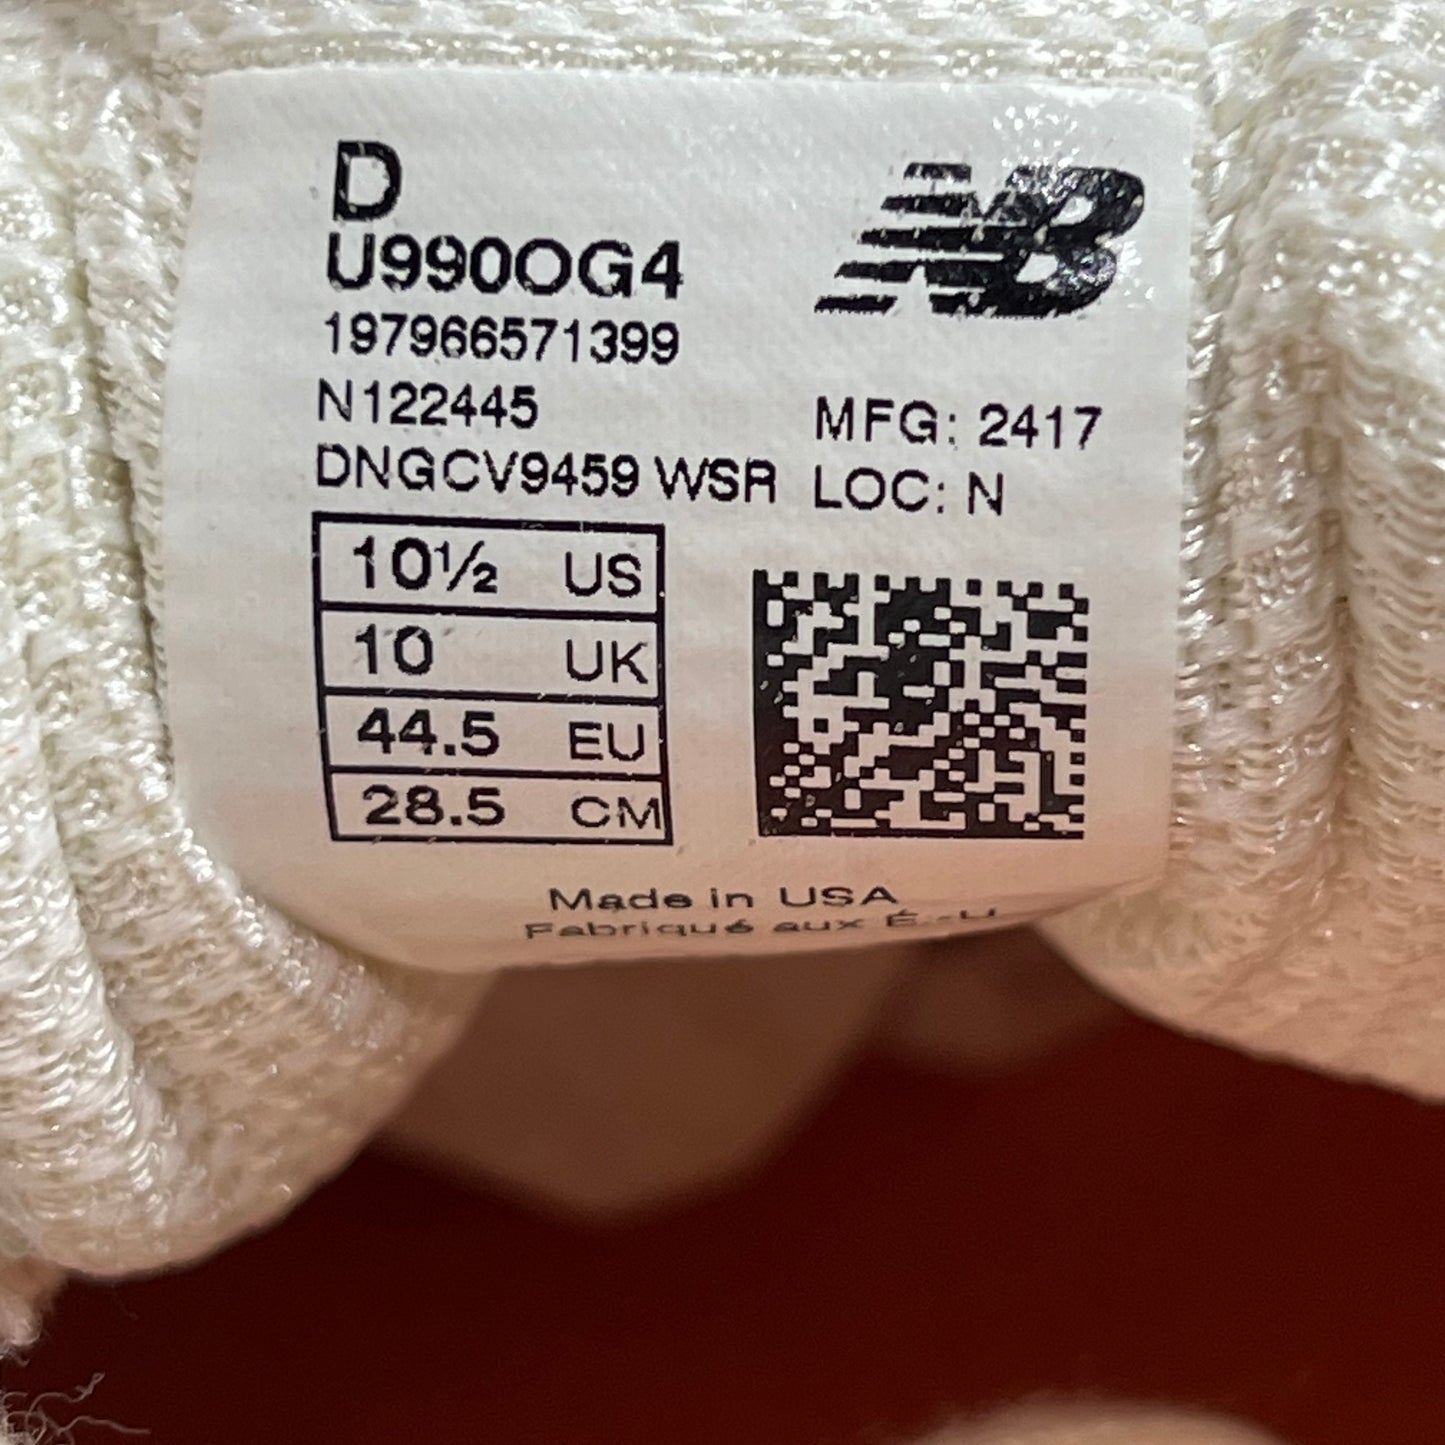 D
NB
U990OG4
197966571399
N122445
MFG: 2417
DNGCV9459 WSR
LOC: N
10½ US
10 UK
44.5 EU
28.5 CM
Made in USA
Fabriqué aux É.-U